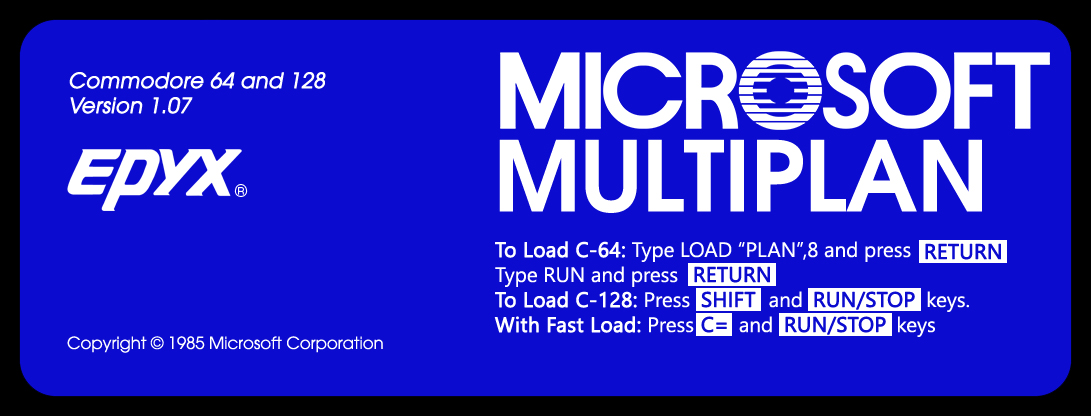 Commodore 64 and 128
Version 1.07
EPYX®
Copyright © 1985 Microsoft Corporation
MICROSOFT
MULTIPLAN
To Load C-64: Type LOAD “PLAN”,8 and press RETURN
Type RUN and press RETURN
To Load C-128: Press SHIFT and RUN/STOP keys.
With Fast Load: Press C= and RUN/STOP keys